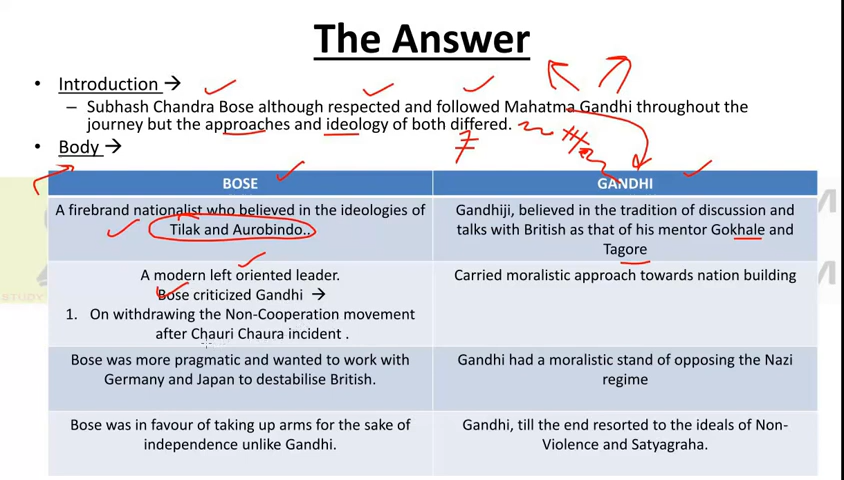 The Answer
• Introduction →
– Subhash Chandra Bose although respected and followed Mahatma Gandhi throughout the
journey but the approaches and ideology of both differed.
• Body →
BOSE
GANDHI
A firebrand nationalist who believed in the ideologies of
Tilak and Aurobindo..
Gandhiji, believed in the tradition of discussion and
talks with British as that of his mentor Gokhale and
Tagore
A modern left oriented leader.
Bose criticized Gandhi →
1. On withdrawing the Non-Cooperation movement
after Chauri Chaura incident .
Carried moralistic approach towards nation building
Bose was more pragmatic and wanted to work with
Germany and Japan to destabilise British.
Gandhi had a moralistic stand of opposing the Nazi
regime
Bose was in favour of taking up arms for the sake of
independence unlike Gandhi.
Gandhi, till the end resorted to the ideals of Non-
Violence and Satyagraha.